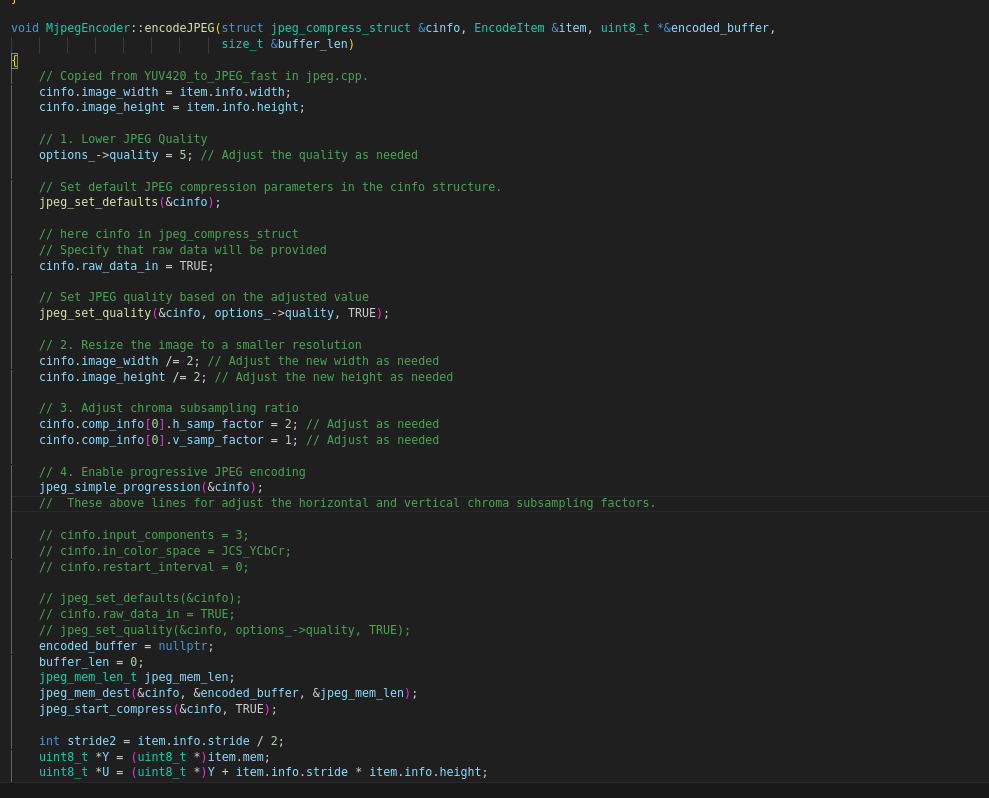 }
void MjpegEncoder::encodeJPEG(struct jpeg_compress_struct &cinfo, EncodeItem &item, uint8_t *&encoded_buffer,
size_t &buffer_len)
{
// Copied from YUV420_to_JPEG_fast in jpeg.cpp.
cinfo.image_width = item.info.width;
cinfo.image_height = item.info.height;
// 1. Lower JPEG Quality
options_->quality = 5; // Adjust the quality as needed
// Set default JPEG compression parameters in the cinfo structure.
jpeg_set_defaults(&cinfo);
// here cinfo in jpeg_compress_struct
// Specify that raw data will be provided
cinfo.raw_data_in = TRUE;
// Set JPEG quality based on the adjusted value
jpeg_set_quality(&cinfo, options_->quality, TRUE);
// 2. Resize the image to a smaller resolution
cinfo.image_width /= 2; // Adjust the new width as needed
cinfo.image_height /= 2; // Adjust the new height as needed
// 3. Adjust chroma subsampling ratio
cinfo.comp_info[0].h_samp_factor = 2; // Adjust as needed
cinfo.comp_info[0].v_samp_factor = 1; // Adjust as needed
// 4. Enable progressive JPEG encoding
jpeg_simple_progression(&cinfo);
//  These above lines for adjust the horizontal and vertical chroma subsampling factors.
// cinfo.input_components = 3;
// cinfo.in_color_space = JCS_YCbCr;
// cinfo.restart_interval = 0;
// jpeg_set_defaults(&cinfo);
// cinfo.raw_data_in = TRUE;
// jpeg_set_quality(&cinfo, options_->quality, TRUE);
encoded_buffer = nullptr;
buffer_len = 0;
jpeg_mem_len_t jpeg_mem_len;
jpeg_mem_dest(&cinfo, &encoded_buffer, &jpeg_mem_len);
jpeg_start_compress(&cinfo, TRUE);
int stride2 = item.info.stride / 2;
uint8_t *Y = (uint8_t *)item.mem;
uint8_t *U = (uint8_t *)Y + item.info.stride * item.info.height;